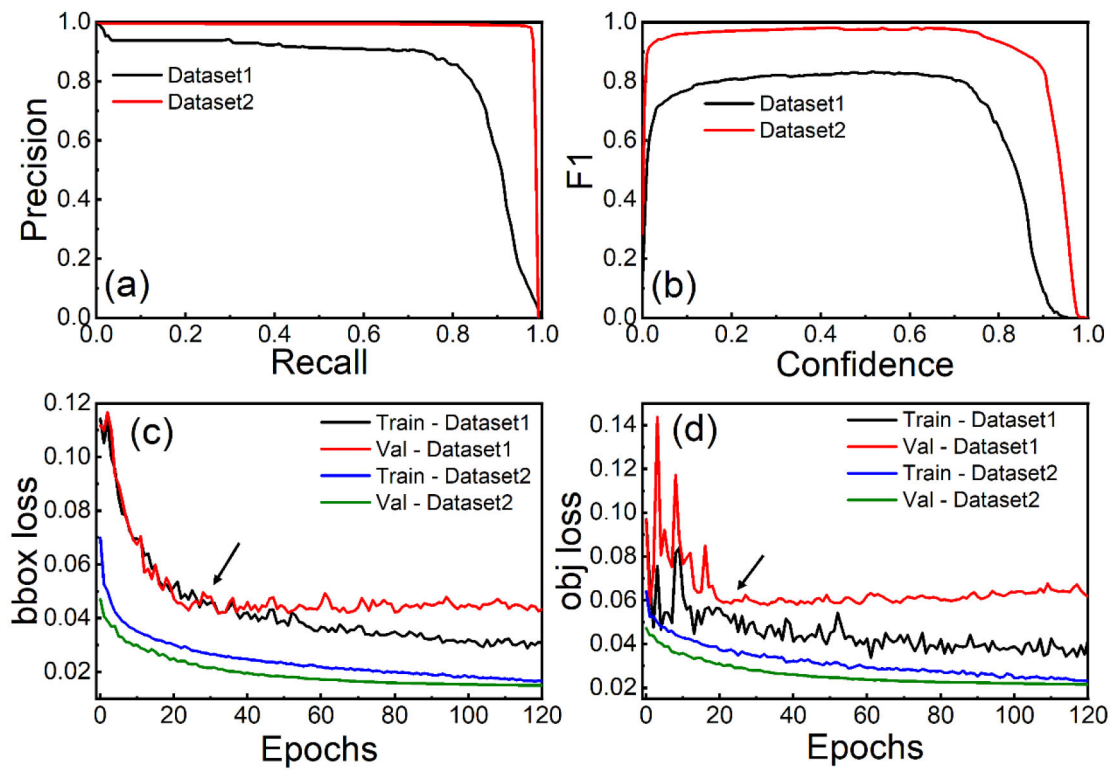 1.0
0.8
0.6
0.4
0.2
0.0
Precision
Dataset1
Dataset2
(a)
0.0 0.2 0.4 0.6 0.8 1.0
Recall
1.0
0.8
0.6
0.4
0.2
0.0
F1
Dataset1
Dataset2
(b)
0.0 0.2 0.4 0.6 0.8 1.0
Confidence
0.12
0.10
0.08
0.06
0.04
0.02
bbox loss
(c)
Train - Dataset1
Val - Dataset1
Train - Dataset2
Val - Dataset2
0 20 40 60 80 100 120
Epochs
0.14
0.12
0.10
0.08
0.06
0.04
0.02
obj loss
(d)
Train - Dataset1
Val - Dataset1
Train - Dataset2
Val - Dataset2
0 20 40 60 80 100 120
Epochs